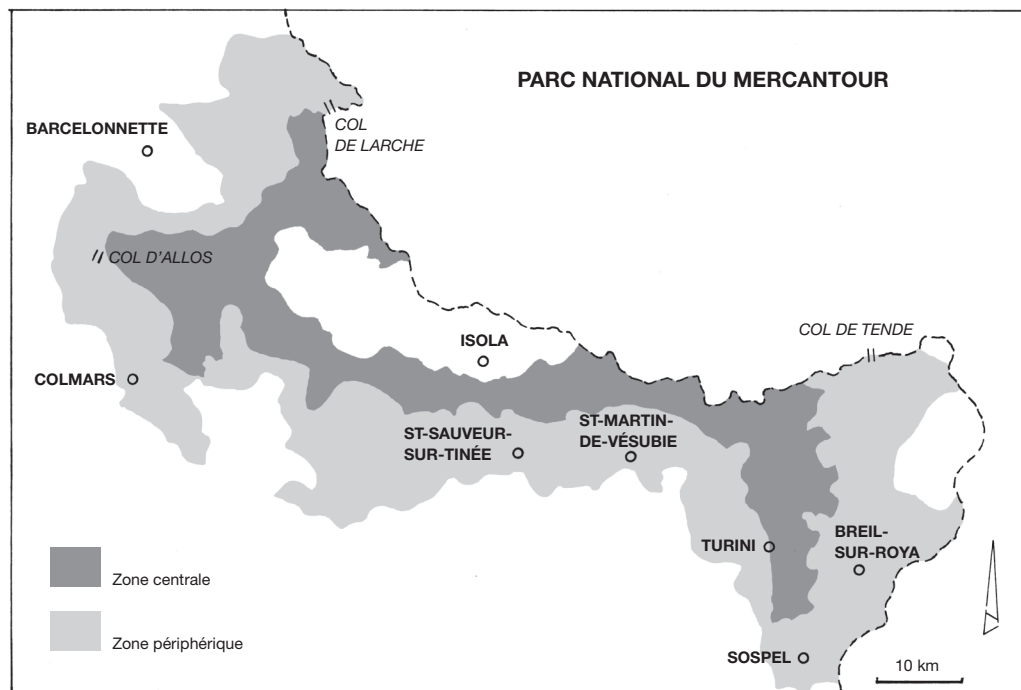 PARC NATIONAL DU MERCANTOUR
BARCELONNETTE
COL
DE LARCHE
COL D'ALLOS
ISOLA
COL DE TENDE
COLMARS
ST-SAUVEUR-
SUR-TINÉE
ST-MARTIN-
DE-VÉSUBIE
TURINI
BREIL-
SUR-ROYA
Zone centrale
Zone périphérique
SOSPEL
10 km